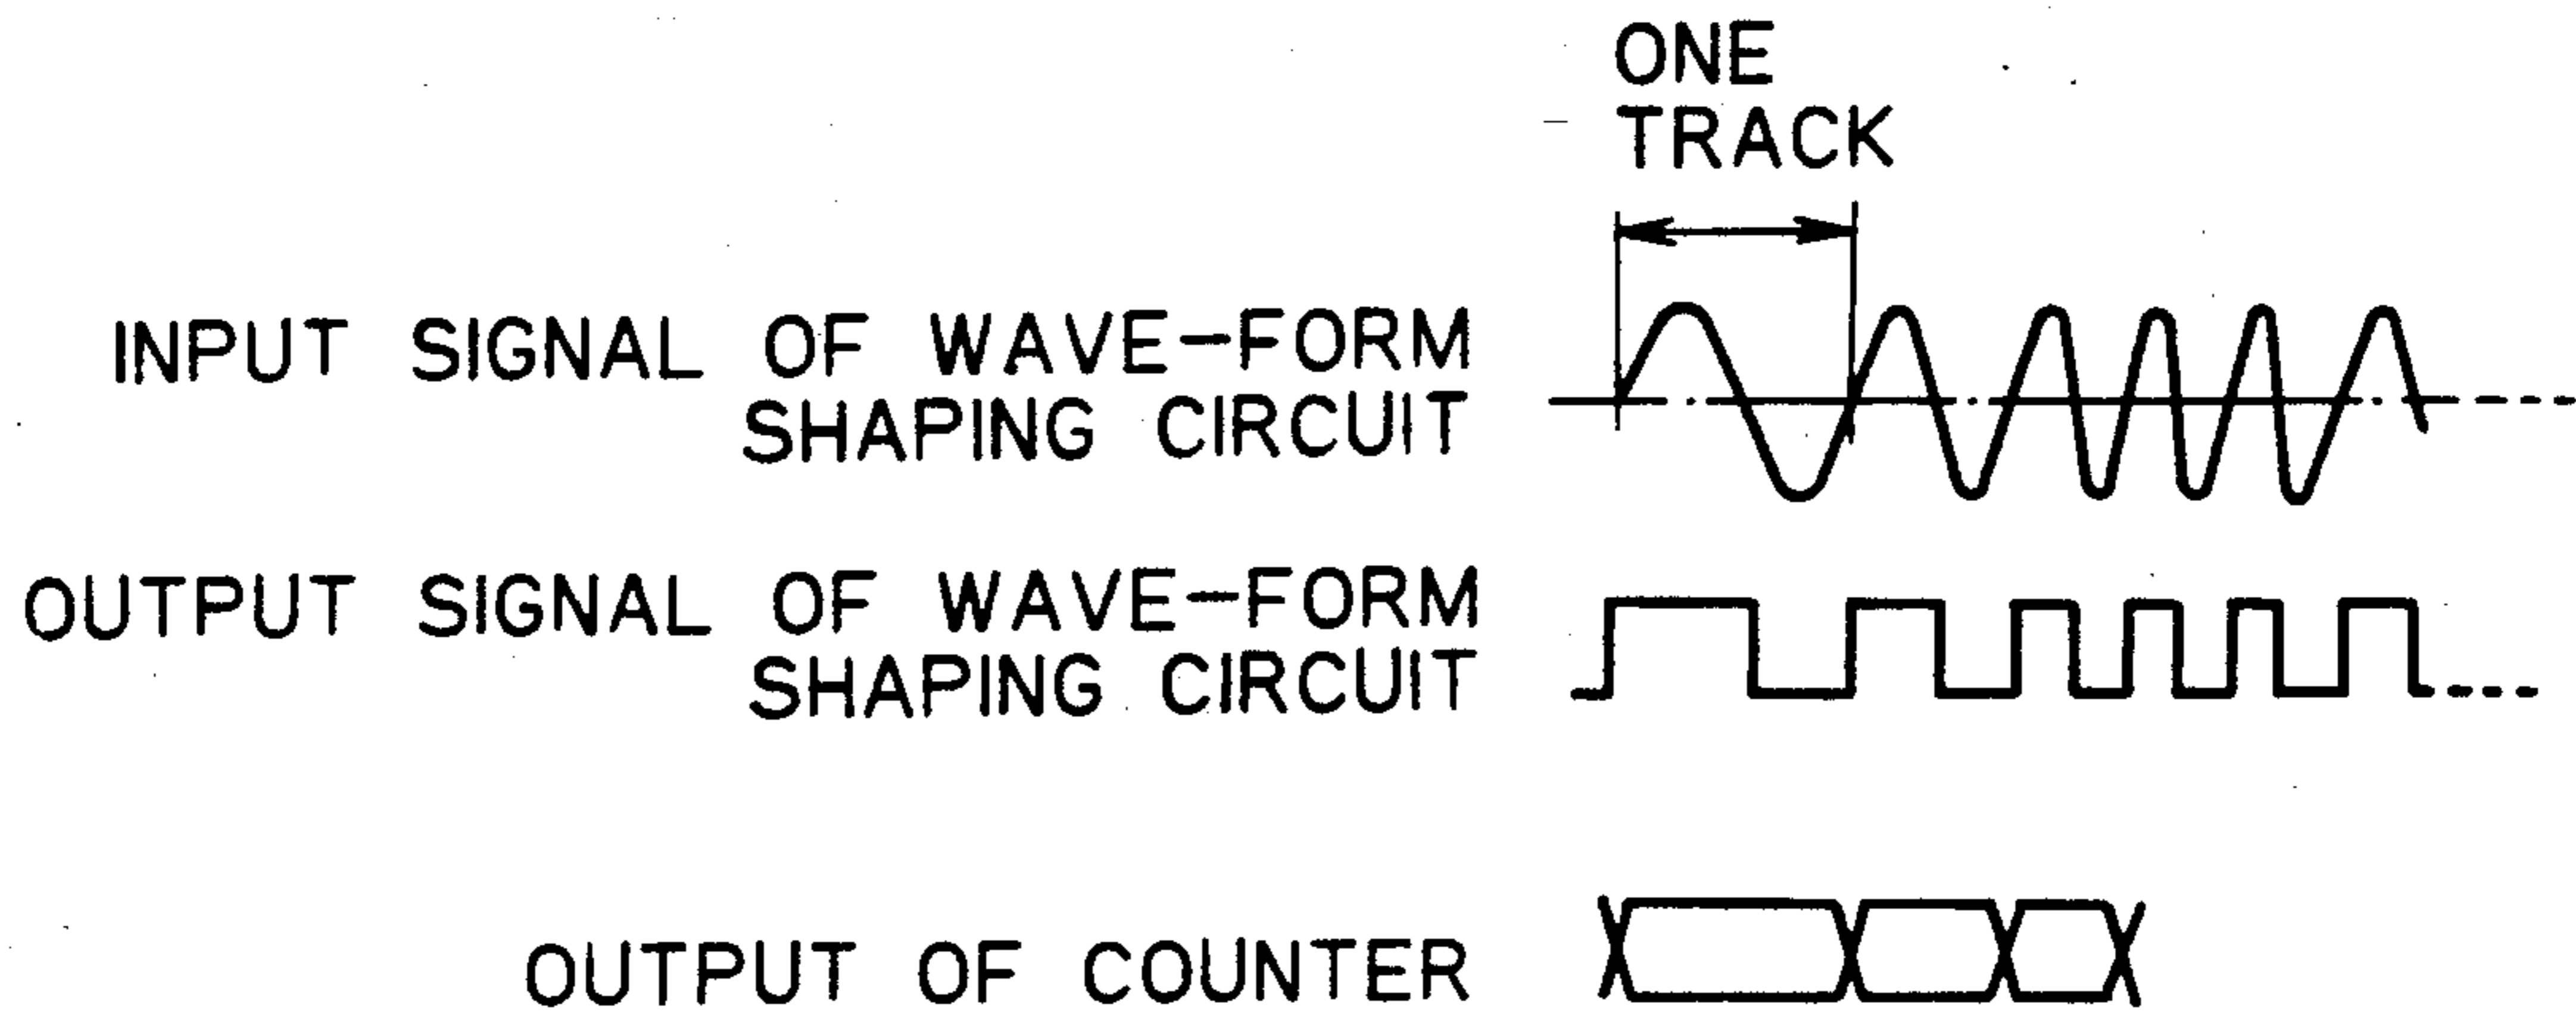 ONE
TRACK
INPUT SIGNAL OF WAVE-FORM
SHAPING CIRCUIT
OUTPUT SIGNAL OF WAVE-FORM
SHAPING CIRCUIT
OUTPUT OF COUNTER